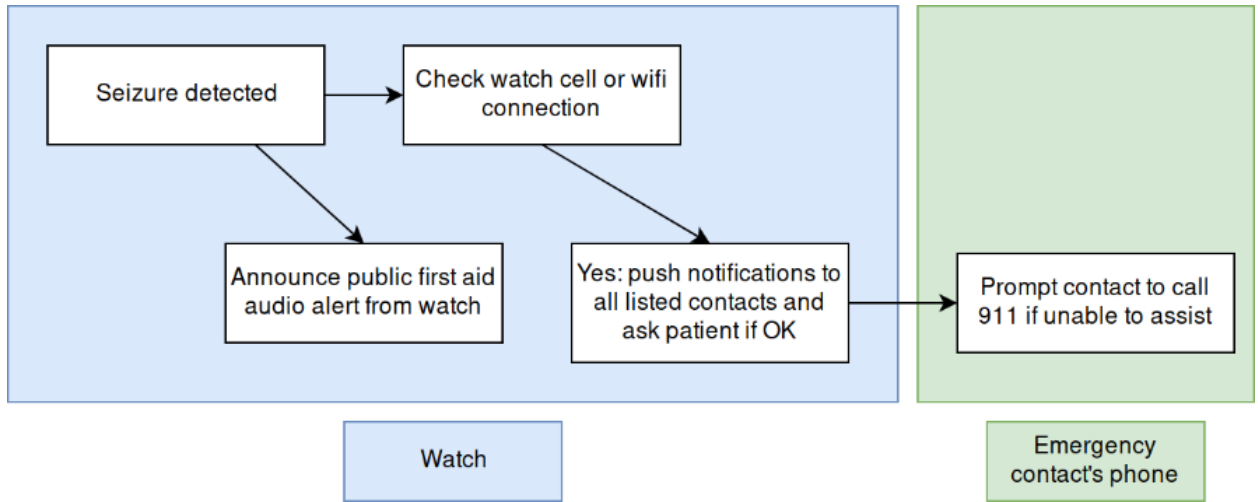 Seizure detected
Check watch cell or wifi
connection
Announce public first aid
audio alert from watch
Yes: push notifications to
all listed contacts and
ask patient if OK
Prompt contact to call
911 if unable to assist
Watch
Emergency
contact's phone